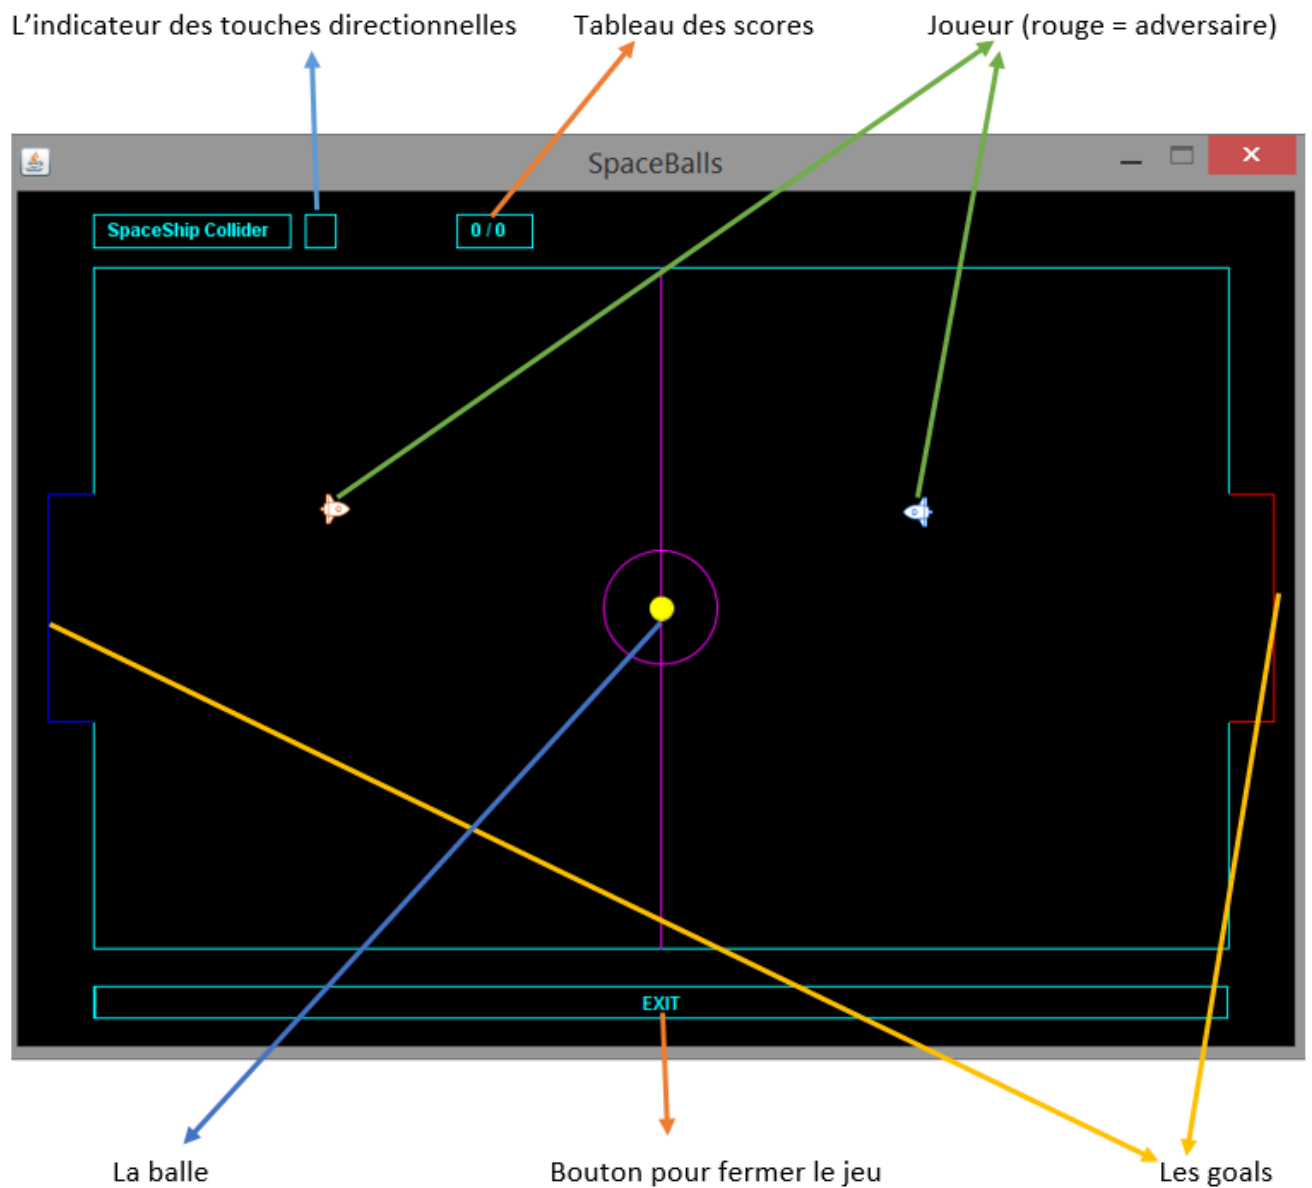 L’indicateur des touches directionnelles
Tableau des scores
Joueur (rouge = adversaire)
SpaceBalls
SpaceShip Collider
0 / 0
EXIT
La balle
Bouton pour fermer le jeu
Les goals